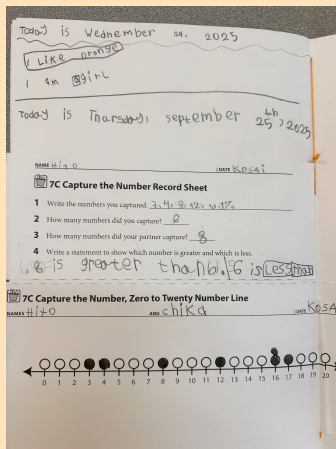 Today is Wednember 24, 2025
I Like orange
I am a girl
Today is Thursday, september 25th, 2025
NAME Hito DATE Kosai
7C Capture the Number Record Sheet
1 Write the numbers you captured. 3, 4, 8, 12,
2 How many numbers did you capture? 6
3 How many numbers did your partner capture? 8
4 Write a statement to show which number is greater and which is less.
8 is greater than 6. 6 is Less than
7C Capture the Number, Zero to Twenty Number Line
NAMES Hito AND chika DATE KOSA
0 1 2 3 4 5 6 7 8 9 10 11 12 13 14 15 16 17 18 19 20